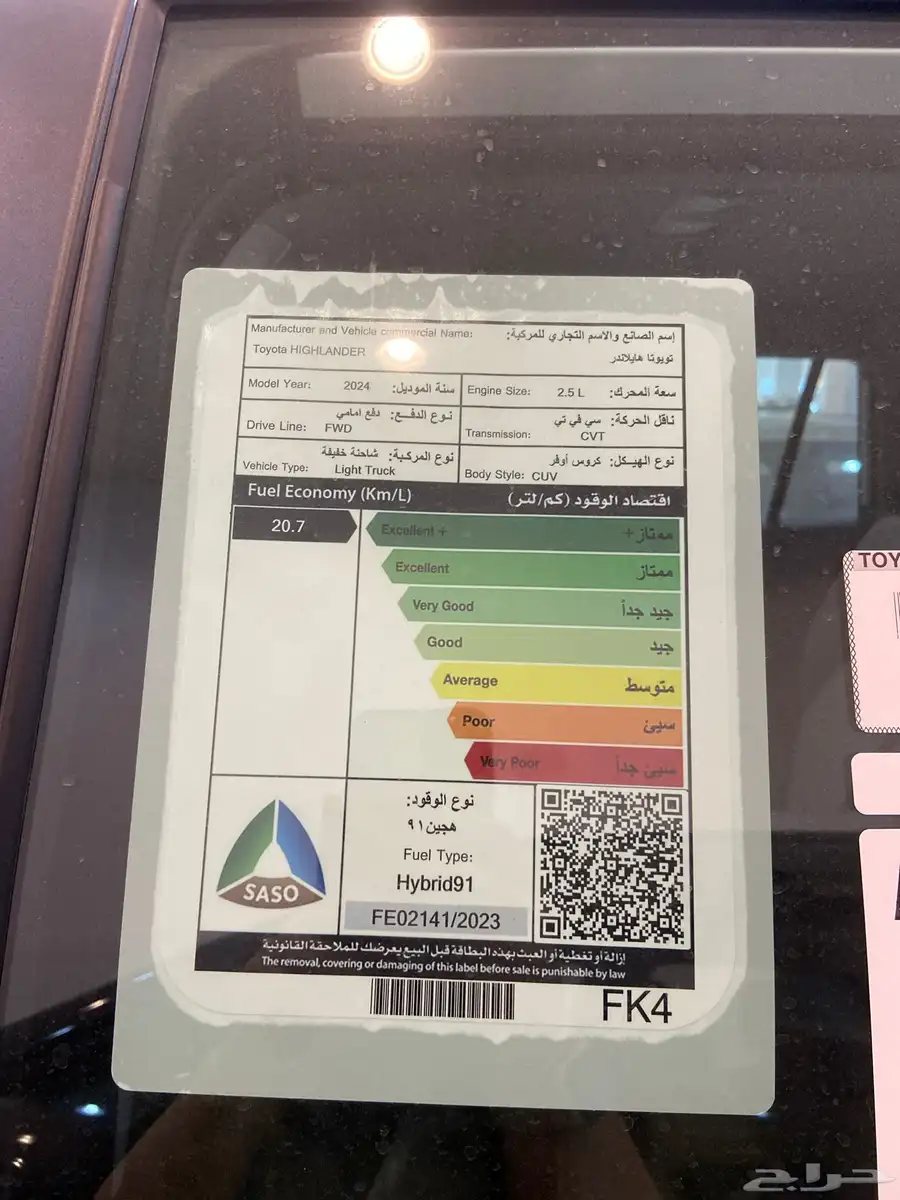 Manufacturer and Vehicle commercial Name: إسم الصانع والاسم التجاري للمركبة:
Toyota HIGHLANDER تويوتا هايلاندر
Model Year: 2024 سنة الموديل:
Engine Size: 2.5 L سعة المحرك:
نوع الدفع: دفع امامي
Drive Line: FWD
ناقل الحركة: سي في تي
Transmission: CVT
نوع المركبة: شاحنة خفيفة
Vehicle Type: Light Truck
نوع الهيكل: كروس أوفر
Body Style: CUV
Fuel Economy (Km/L) اقتصاد الوقود (كم/لتر)
20.7
Excellent + ممتاز+
Excellent ممتاز
Very Good جيد جداً
Good جيد
Average متوسط
Poor سيئ
Very Poor سيئ جداً
SASO
نوع الوقود:
هجين٩١
Fuel Type:
Hybrid91
FE02141/2023
إزالة أو تغطية أو العبث بهذه البطاقة قبل البيع يعرضك للملاحقة القانونية
The removal, covering or damaging of this label before sale is punishable by law
FK4
TOY
حراج